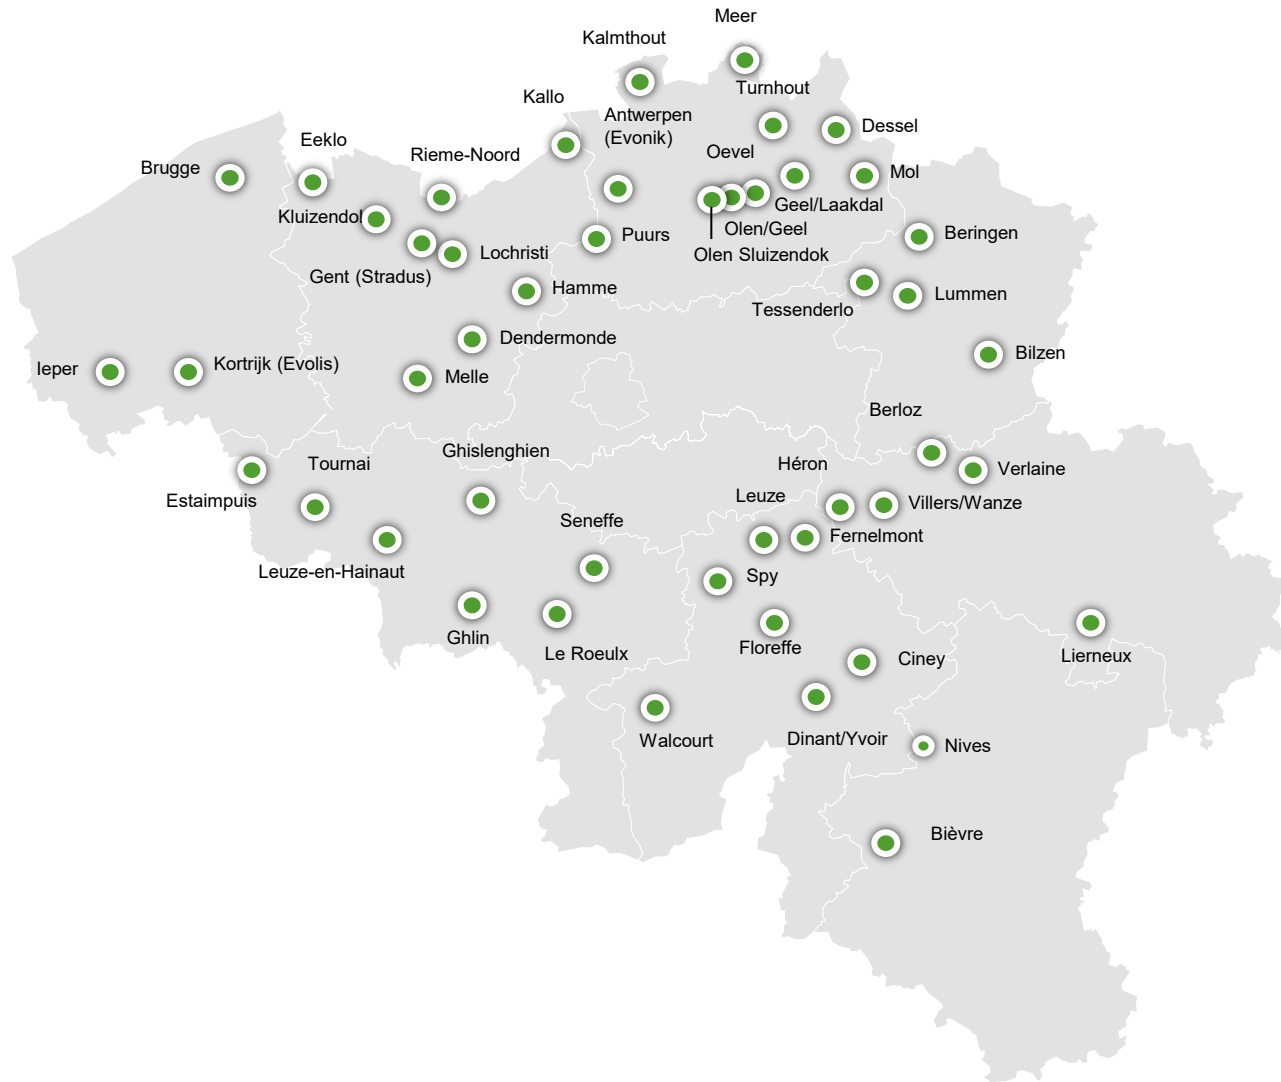 Meer
Kalmthout
Turnhout
Kallo
Antwerpen
(Evonik)
Dessel
Eeklo
Rieme-Noord
Oevel
Brugge
Mol
Geel/Laakdal
Kluizendok
Olen/Geel
Puurs
Beringen
Lochristi
Olen Sluizendok
Gent (Stradus)
Hamme
Lummen
Tessenderlo
Dendermonde
Bilzen
Ieper
Kortrijk (Evolis)
Melle
Berloz
Ghislenghien
Tournai
Héron
Verlaine
Estaimpuis
Leuze
Villers/Wanze
Seneffe
Fernelmont
Leuze-en-Hainaut
Spy
Ghlin
Floreffe
Le Roeulx
Ciney
Lierneux
Walcourt
Dinant/Yvoir
Nives
Bièvre